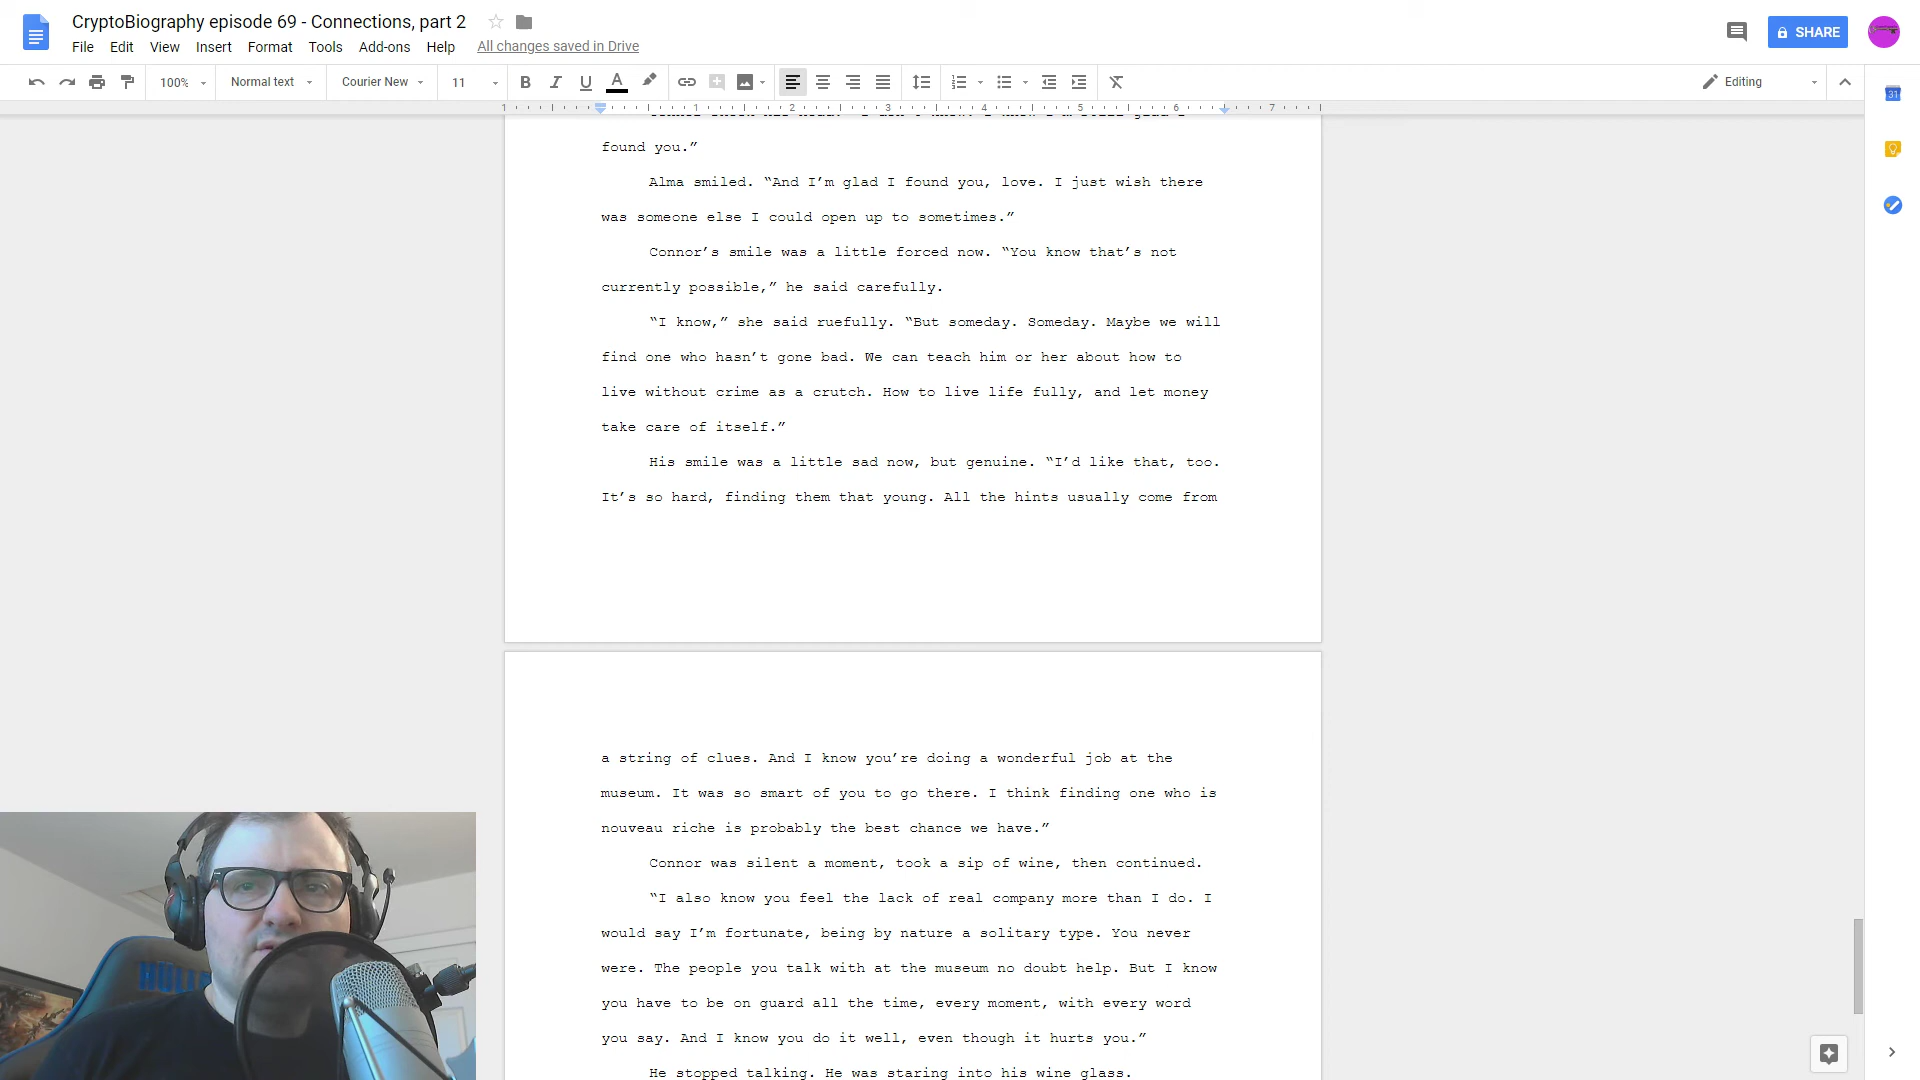 CryptoBiography episode 69 - Connections, part 2
File Edit View Insert Format Tools Add-ons Help All changes saved in Drive
SHARE
100% Normal text Courier New 11 B I U A Editing
1 1 2 3 4 5 6 7
31
found you.”
Alma smiled. “And I’m glad I found you, love. I just wish there
was someone else I could open up to sometimes.”
Connor’s smile was a little forced now. “You know that’s not
currently possible,” he said carefully.
“I know,” she said ruefully. “But someday. Someday. Maybe we will
find one who hasn’t gone bad. We can teach him or her about how to
live without crime as a crutch. How to live life fully, and let money
take care of itself.”
His smile was a little sad now, but genuine. “I’d like that, too.
It’s so hard, finding them that young. All the hints usually come from
a string of clues. And I know you’re doing a wonderful job at the
museum. It was so smart of you to go there. I think finding one who is
nouveau riche is probably the best chance we have.”
Connor was silent a moment, took a sip of wine, then continued.
“I also know you feel the lack of real company more than I do. I
would say I’m fortunate, being by nature a solitary type. You never
were. The people you talk with at the museum no doubt help. But I know
you have to be on guard all the time, every moment, with every word
you say. And I know you do it well, even though it hurts you.”
He stopped talking. He was staring into his wine glass.